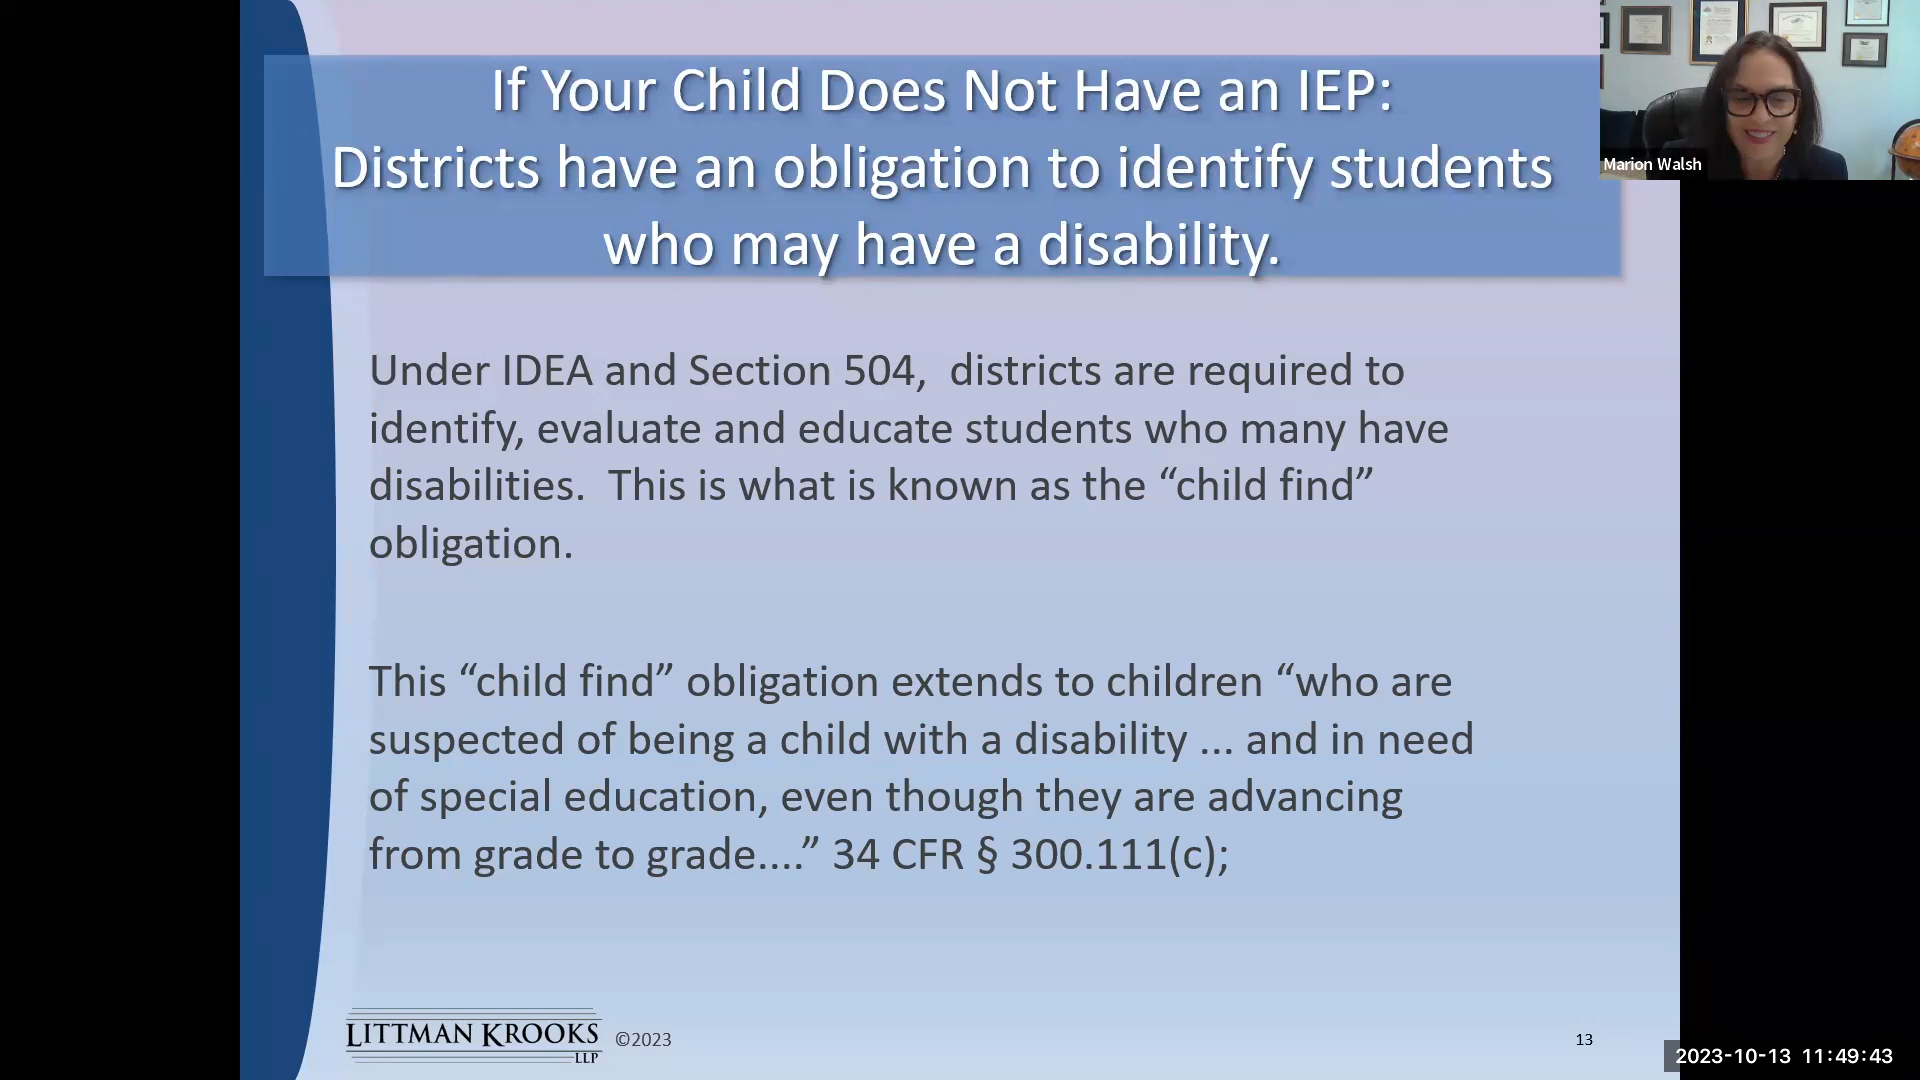 If Your Child Does Not Have an IEP:
Districts have an obligation to identify students
who may have a disability.
Marion Walsh
Under IDEA and Section 504,  districts are required to
identify, evaluate and educate students who many have
disabilities.  This is what is known as the “child find”
obligation.
This “child find” obligation extends to children “who are
suspected of being a child with a disability ... and in need
of special education, even though they are advancing
from grade to grade....” 34 CFR § 300.111(c);
LITTMAN KROOKS
LLP
©2023
13
2023-10-13 11:49:43